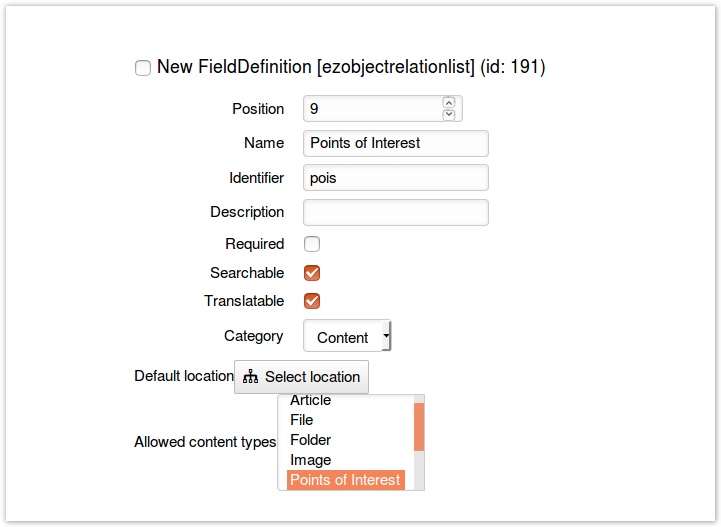 New FieldDefinition [ezobjectrelationlist] (id: 191)
Position 9
Name Points of Interest
Identifier pois
Description
Required
Searchable
Translatable
Category Content
Default location Select location
Article
File
Folder
Allowed content types
Image
Points of Interest